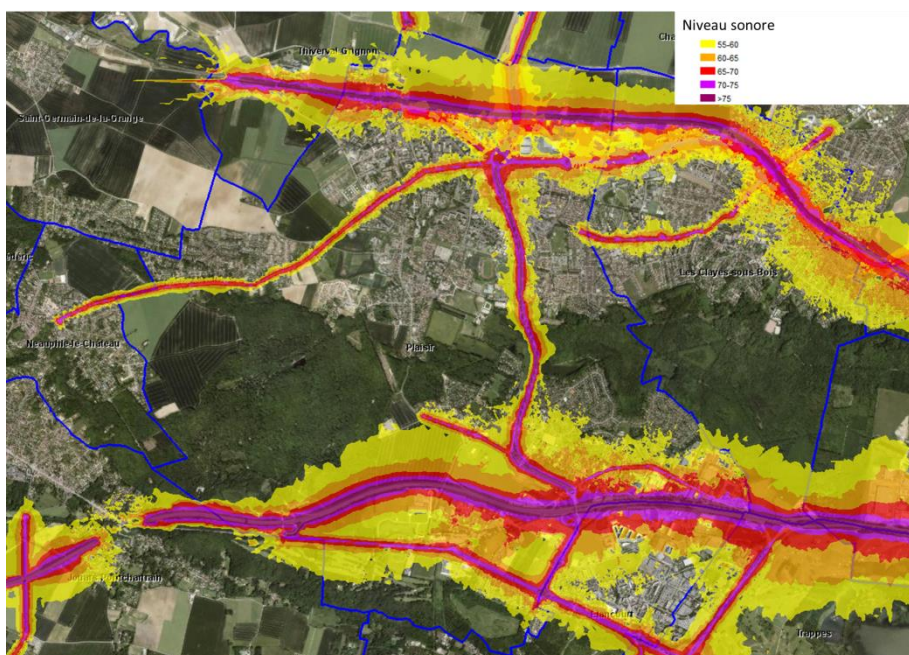 Niveau sonore
55-60
60-65
65-70
70-75
>75
Thiverval-Grignon
Saint-Germain-de-la-Grange
Les Clayes-sous-Bois
Neauphle-le-Château
Plaisir
Trappes